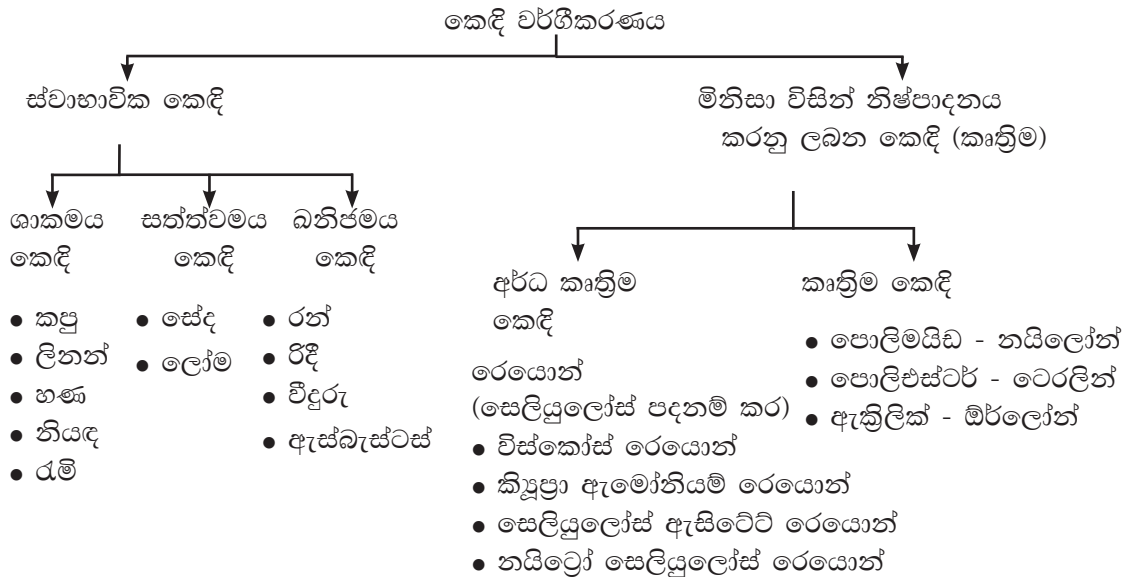 කෙඳි වර්ගීකරණය
ස්වාභාවික කෙඳි
මිනිසා විසින් නිෂ්පාදනය
කරනු ලබන කෙඳි (කෘත්‍රිම)
ශාකමය
කෙඳි
● කපු
● ලිනන්
● හණ
● නියඳ
● රැමි
සත්ත්වමය
කෙඳි
● සේද
● ලෝම
ඛනිජමය
කෙඳි
● රන්
● රිදී
● වීදුරු
● ඇස්බැස්ටස්
අර්ධ කෘත්‍රිම
කෙඳි
රෙයොන්
(සෙලියුලෝස් පදනම් කර)
● විස්කෝස් රෙයොන්
● ක්‍යුප්‍රා ඇමෝනියම් රෙයොන්
● සෙලියුලෝස් ඇසිටේට් රෙයොන්
● නයිට්‍රෝ සෙලියුලෝස් රෙයොන්
කෘත්‍රිම කෙඳි
● පොලිමයිඩ - නයිලෝන්
● පොලිඑස්ටර් - ටෙරලින්
● ඇක්‍රිලික් - ඕර්ලෝන්